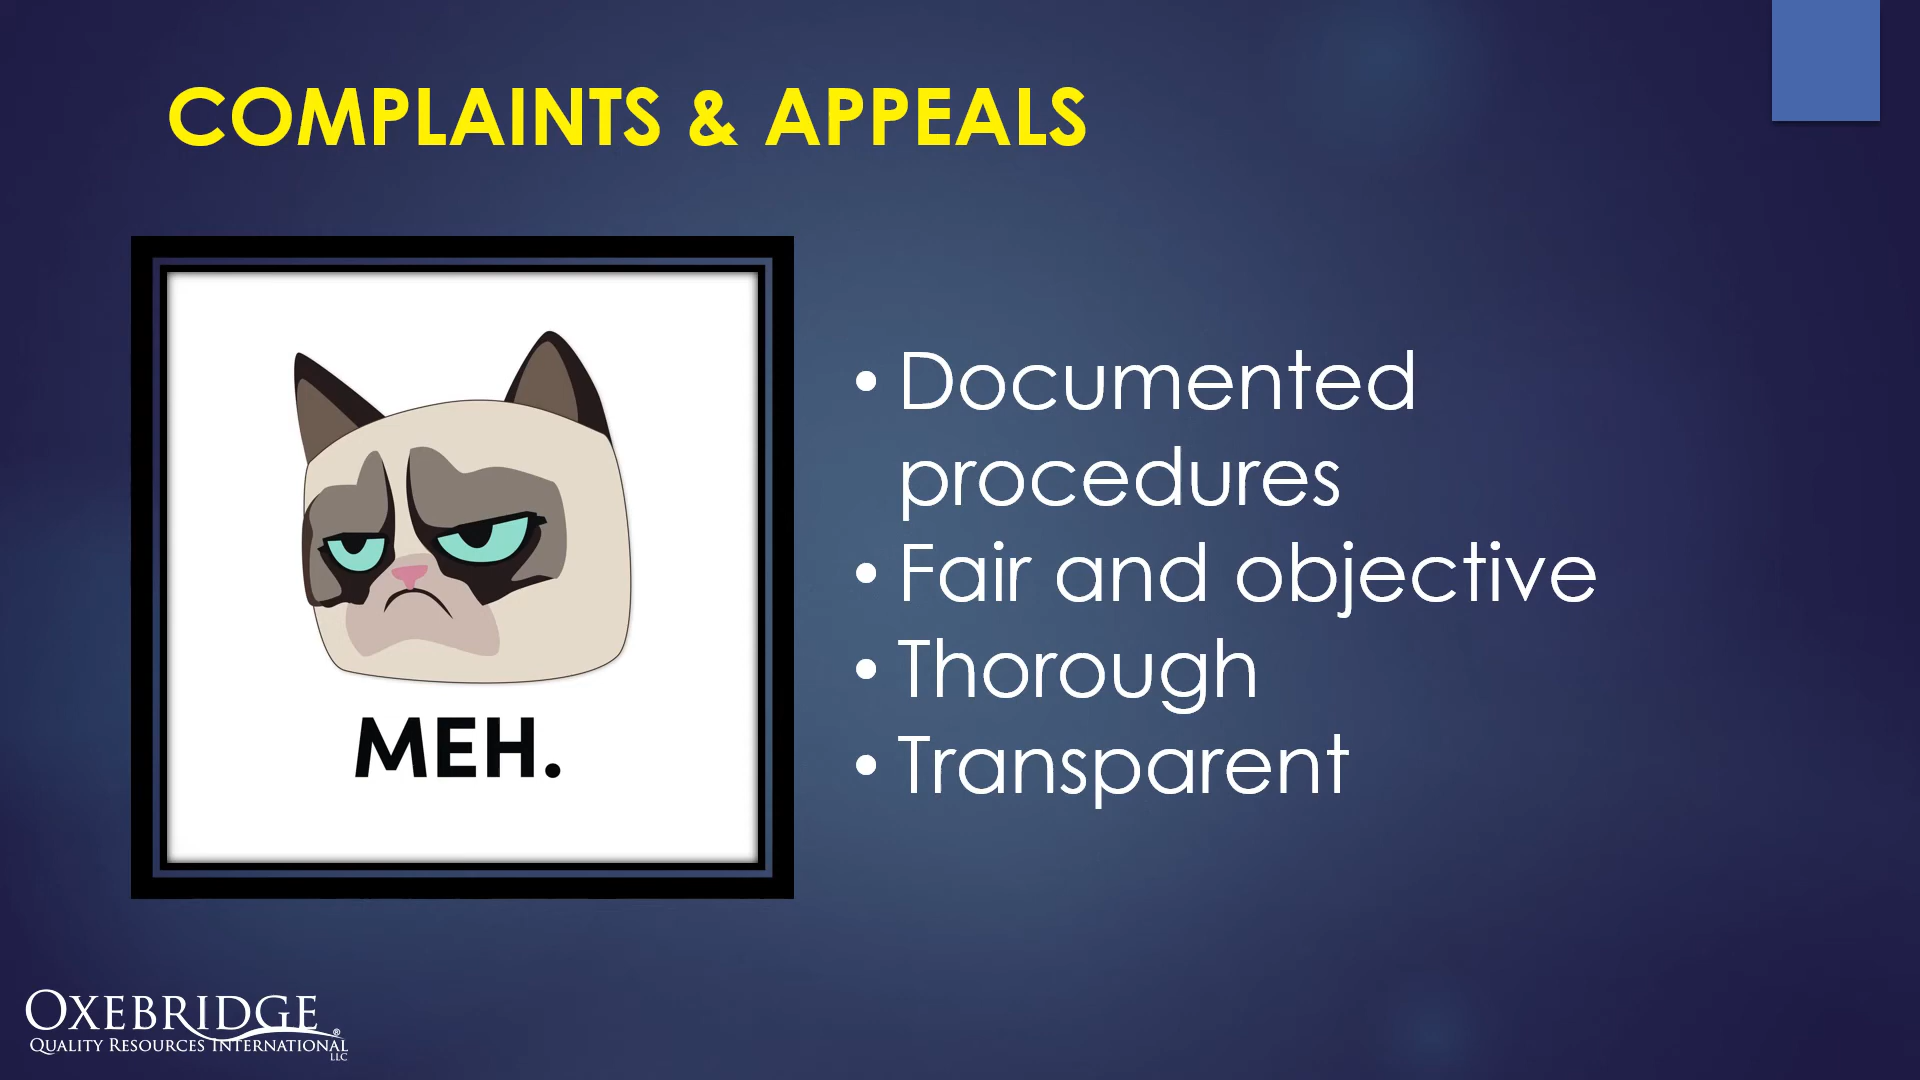 COMPLAINTS & APPEALS
MEH.
• Documented
procedures
• Fair and objective
• Thorough
• Transparent
OXEBRIDGE®
QUALITY RESOURCES INTERNATIONAL
LLC